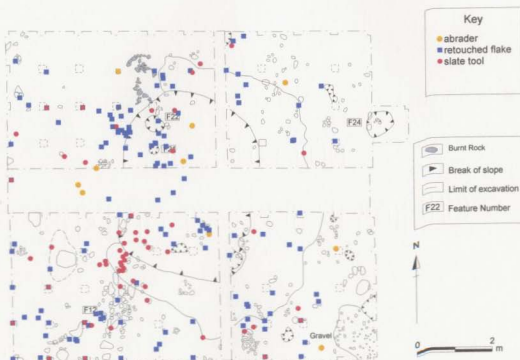 Key
abrader
retouched flake
slate tool
F22
F24
Burnt Rock
Break of slope
Limit of excavation
F22 Feature Number
N
Gravel
0 2
m